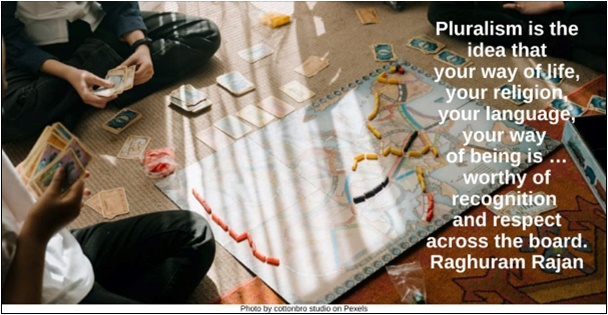 Pluralism is the
idea that
your way of life,
your religion,
your language,
your way
of being is …
worthy of
recognition
and respect
across the board.
Raghuram Rajan
Photo by cottonbro studio on Pexels